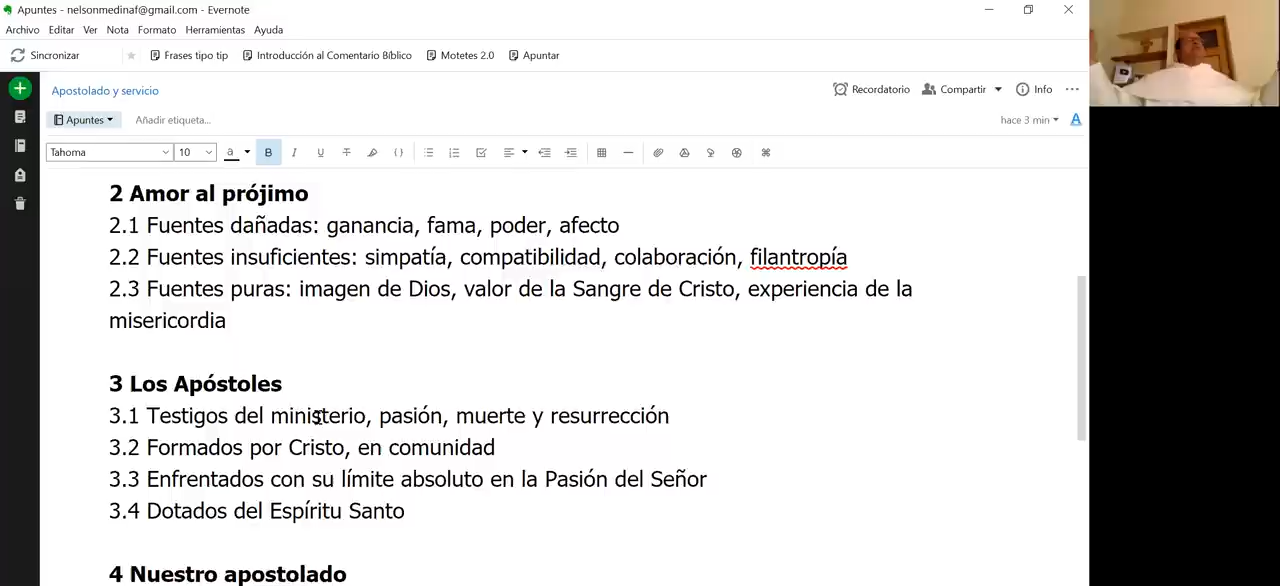 Apuntes - nelsonmedinaf@gmail.com - Evernote
Archivo Editar Ver Nota Formato Herramientas Ayuda
Sincronizar Frases tipo tip Introducción al Comentario Bíblico Motetes 2.0 Apuntar
Apostolado y servicio Recordatorio Compartir Info
Apuntes Añadir etiqueta... hace 3 min
Tahoma 10 a B I U T
2 Amor al prójimo
2.1 Fuentes dañadas: ganancia, fama, poder, afecto
2.2 Fuentes insuficientes: simpatía, compatibilidad, colaboración, filantropía
2.3 Fuentes puras: imagen de Dios, valor de la Sangre de Cristo, experiencia de la
misericordia
3 Los Apóstoles
3.1 Testigos del ministerio, pasión, muerte y resurrección
3.2 Formados por Cristo, en comunidad
3.3 Enfrentados con su límite absoluto en la Pasión del Señor
3.4 Dotados del Espíritu Santo
4 Nuestro apostolado